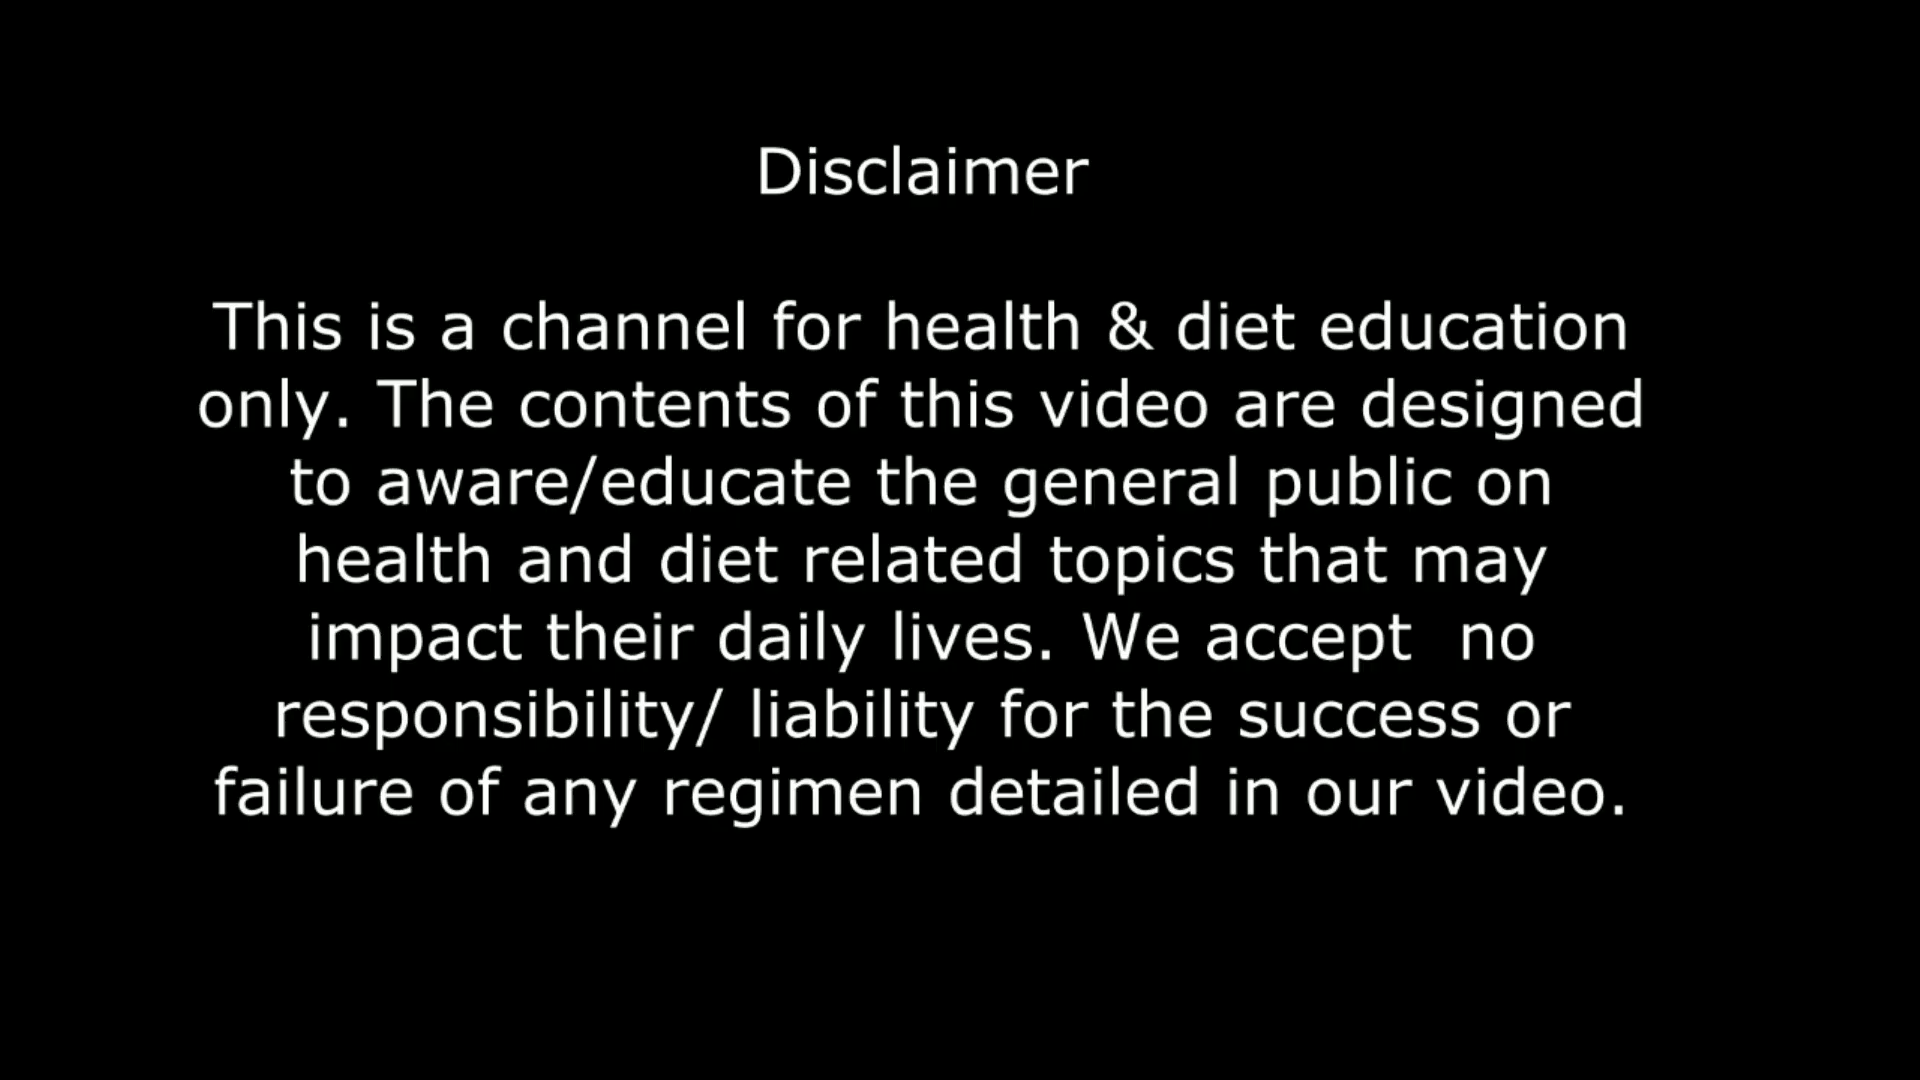 Disclaimer
This is a channel for health & diet education
only. The contents of this video are designed
to aware/educate the general public on
health and diet related topics that may
impact their daily lives. We accept  no
responsibility/ liability for the success or
failure of any regimen detailed in our video.